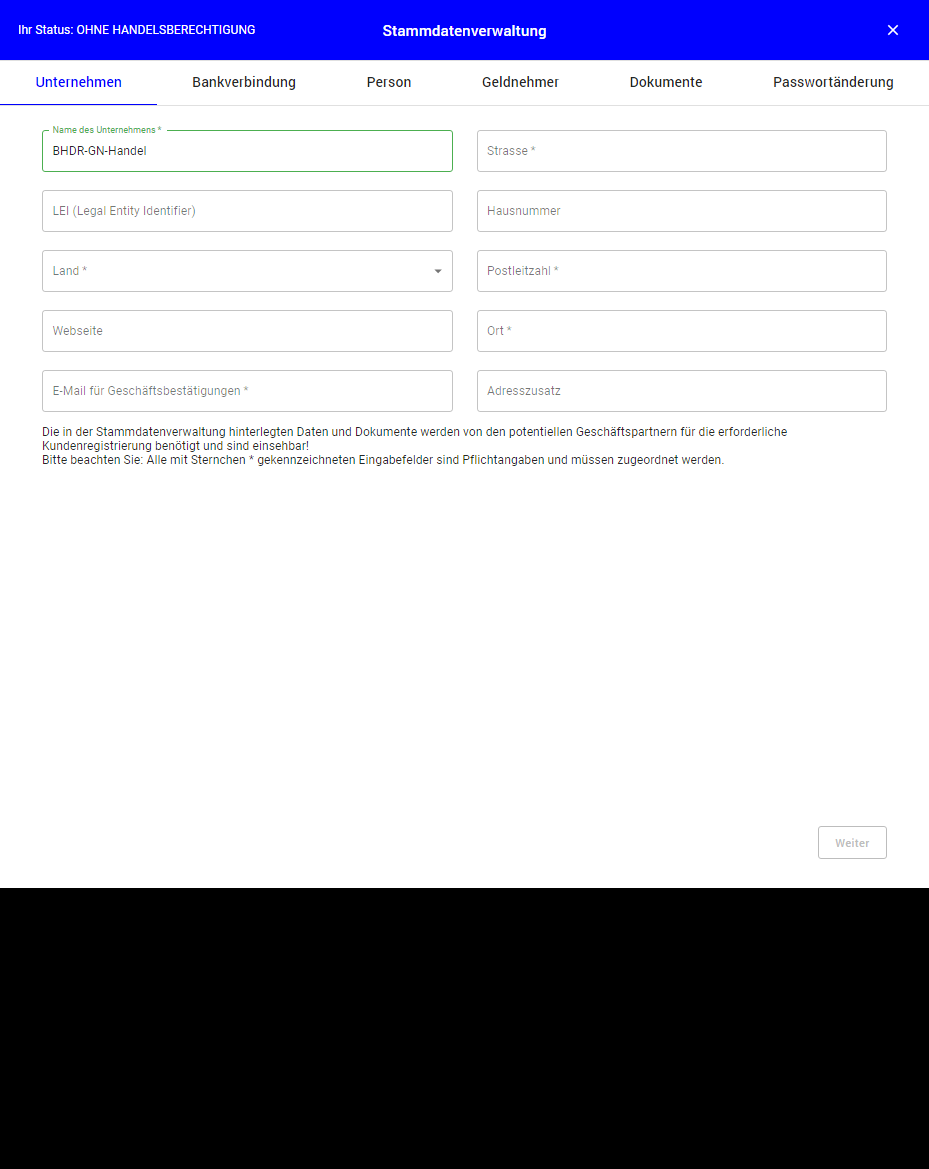 Ihr Status: OHNE HANDELSBERECHTIGUNG
Stammdatenverwaltung
Unternehmen
Bankverbindung
Person
Geldnehmer
Dokumente
Passwortänderung
Name des Unternehmens *
BHDR-GN-Handel
Strasse *
LEI (Legal Entity Identifier)
Hausnummer
Land *
Postleitzahl *
Webseite
Ort *
E-Mail für Geschäftsbestätigungen *
Adresszusatz
Die in der Stammdatenverwaltung hinterlegten Daten und Dokumente werden von den potentiellen Geschäftspartnern für die erforderliche
Kundenregistrierung benötigt und sind einsehbar!
Bitte beachten Sie: Alle mit Sternchen * gekennzeichneten Eingabefelder sind Pflichtangaben und müssen zugeordnet werden.
Weiter